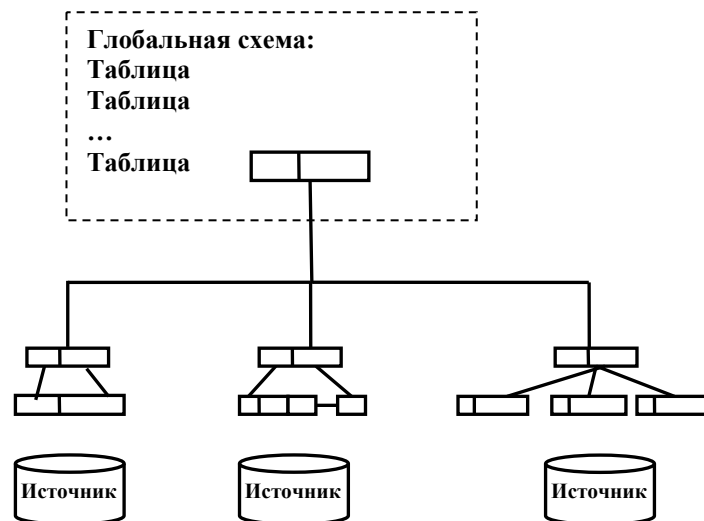 Глобальная схема:
Таблица
Таблица
…
Таблица
Источник
Источник
Источник